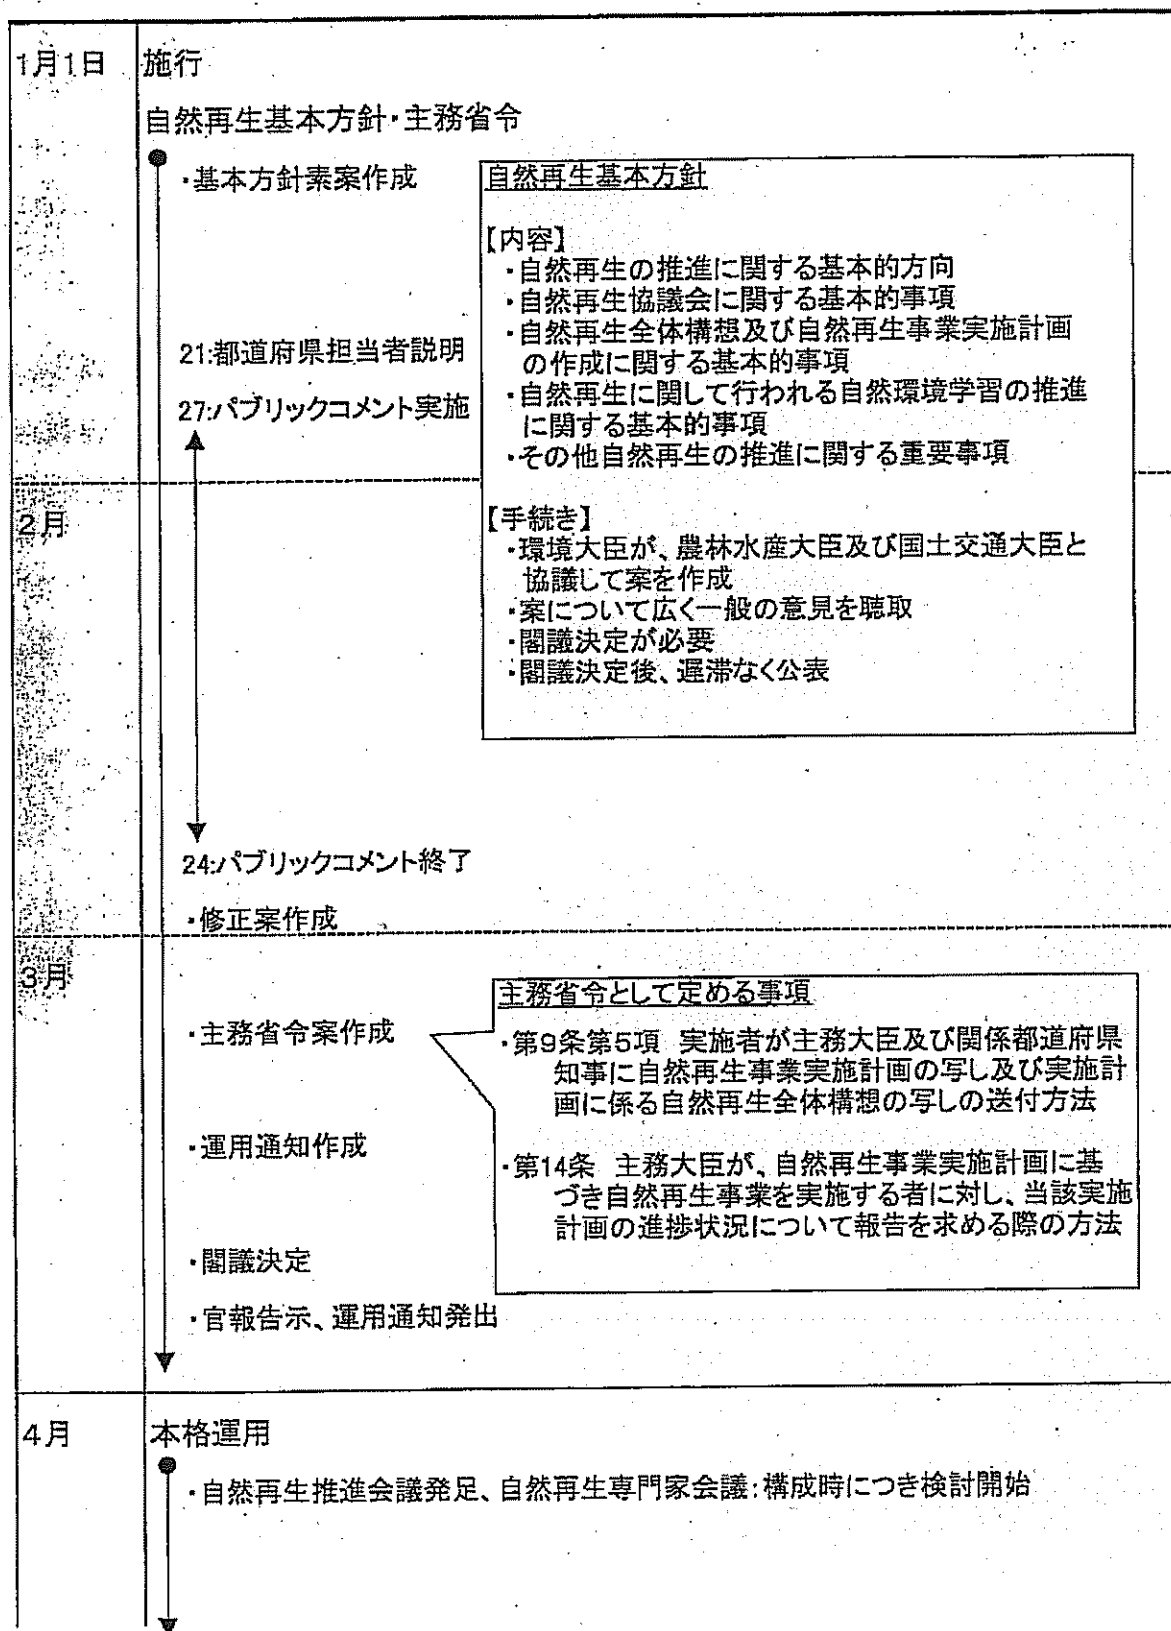 1月1日
施行
自然再生基本方針・主務省令
・基本方針素案作成
21:都道府県担当者説明
27:パブリックコメント実施
自然再生基本方針
【内容】
・自然再生の推進に関する基本的方向
・自然再生協議会に関する基本的事項
・自然再生全体構想及び自然再生事業実施計画
の作成に関する基本的事項
・自然再生に関して行われる自然環境学習の推進
に関する基本的事項
・その他自然再生の推進に関する重要事項
【手続き】
・環境大臣が、農林水産大臣及び国土交通大臣と
協議して案を作成
・案について広く一般の意見を聴取
・閣議決定が必要
・閣議決定後、遅滞なく公表
2月
24:パブリックコメント終了
・修正案作成
3月
・主務省令案作成
・運用通知作成
・閣議決定
・官報告示、運用通知発出
主務省令として定める事項
・第9条第5項 実施者が主務大臣及び関係都道府県
知事に自然再生事業実施計画の写し及び実施計
画に係る自然再生全体構想の写しの送付方法
・第14条 主務大臣が、自然再生事業実施計画に基
づき自然再生事業を実施する者に対し、当該実施
計画の進捗状況について報告を求める際の方法
4月
本格運用
・自然再生推進会議発足、自然再生専門家会議:構成時につき検討開始